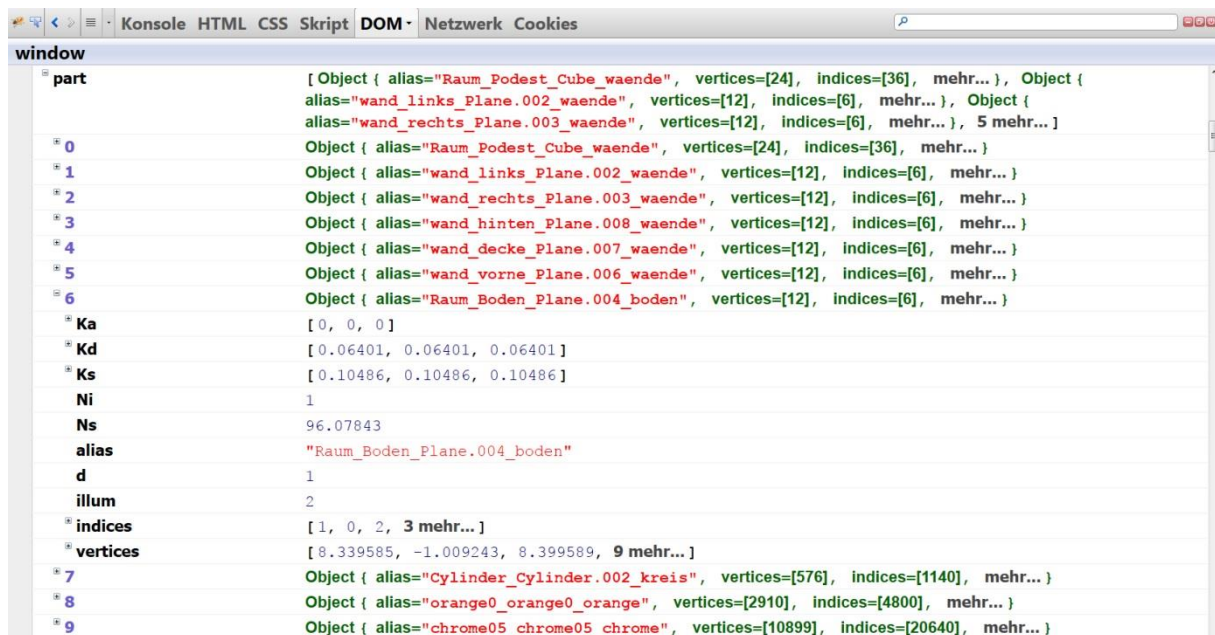 Konsole HTML CSS Skript DOM Netzwerk Cookies
window
part [ Object { alias="Raum_Podest_Cube_waende", vertices=[24], indices=[36], mehr... }, Object {
alias="wand_links_Plane.002_waende", vertices=[12], indices=[6], mehr... }, Object {
alias="wand_rechts_Plane.003_waende", vertices=[12], indices=[6], mehr... }, 5 mehr... ]
0 Object { alias="Raum_Podest_Cube_waende", vertices=[24], indices=[36], mehr... }
1 Object { alias="wand_links_Plane.002_waende", vertices=[12], indices=[6], mehr... }
2 Object { alias="wand_rechts_Plane.003_waende", vertices=[12], indices=[6], mehr... }
3 Object { alias="wand_hinten_Plane.008_waende", vertices=[12], indices=[6], mehr... }
4 Object { alias="wand_decke_Plane.007_waende", vertices=[12], indices=[6], mehr... }
5 Object { alias="wand_vorne_Plane.006_waende", vertices=[12], indices=[6], mehr... }
6 Object { alias="Raum_Boden_Plane.004_boden", vertices=[12], indices=[6], mehr... }
Ka [ 0, 0, 0 ]
Kd [ 0.06401, 0.06401, 0.06401 ]
Ks [ 0.10486, 0.10486, 0.10486 ]
Ni 1
Ns 96.07843
alias "Raum_Boden_Plane.004_boden"
d 1
illum 2
indices [ 1, 0, 2, 3 mehr... ]
vertices [ 8.339585, -1.009243, 8.399589, 9 mehr... ]
7 Object { alias="Cylinder_Cylinder.002_kreis", vertices=[576], indices=[1140], mehr... }
8 Object { alias="orange0_orange0_orange", vertices=[2910], indices=[4800], mehr... }
9 Object { alias="chrome05_chrome05_chrome", vertices=[10899], indices=[20640], mehr... }